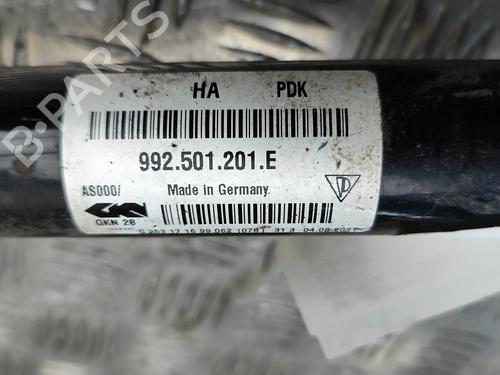 HA PDK
992.501.201.E
AS000/ Made in Germany.
GKN
GKN 28
B-PARTS